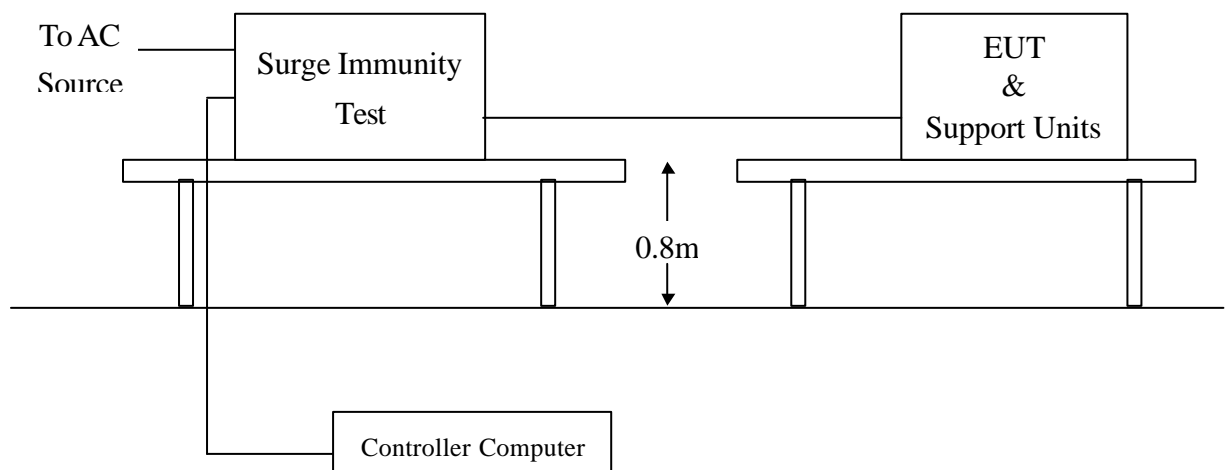 To AC
Source
Surge Immunity
Test
EUT
&
Support Units
0.8m
Controller Computer